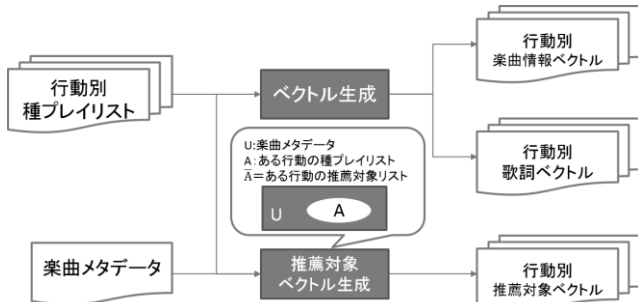 行動別
種プレイリスト
ベクトル生成
行動別
楽曲情報ベクトル
行動別
歌詞ベクトル
U:楽曲メタデータ
A:ある行動の種プレイリスト
A̅=ある行動の推薦対象リスト
U
A
楽曲メタデータ
推薦対象
ベクトル生成
行動別
推薦対象ベクトル